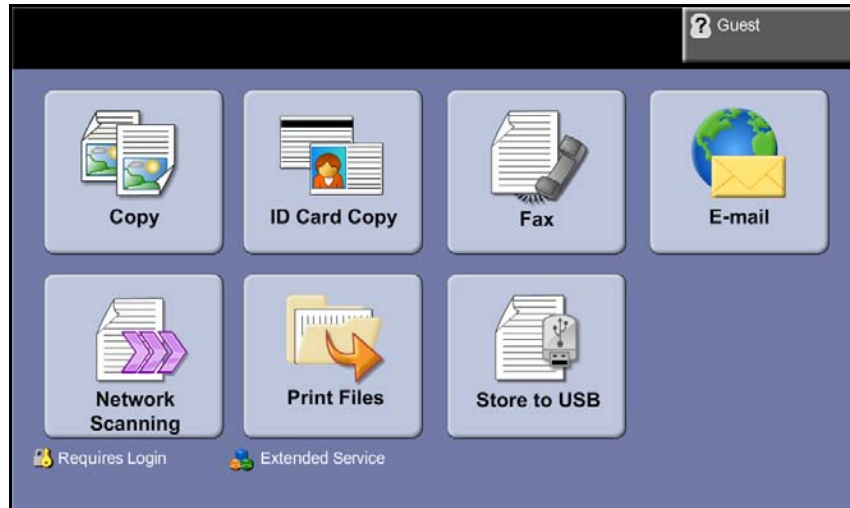 Guest
Copy
ID Card Copy
Fax
E-mail
Network
Scanning
Print Files
Store to USB
Requires Login
Extended Service